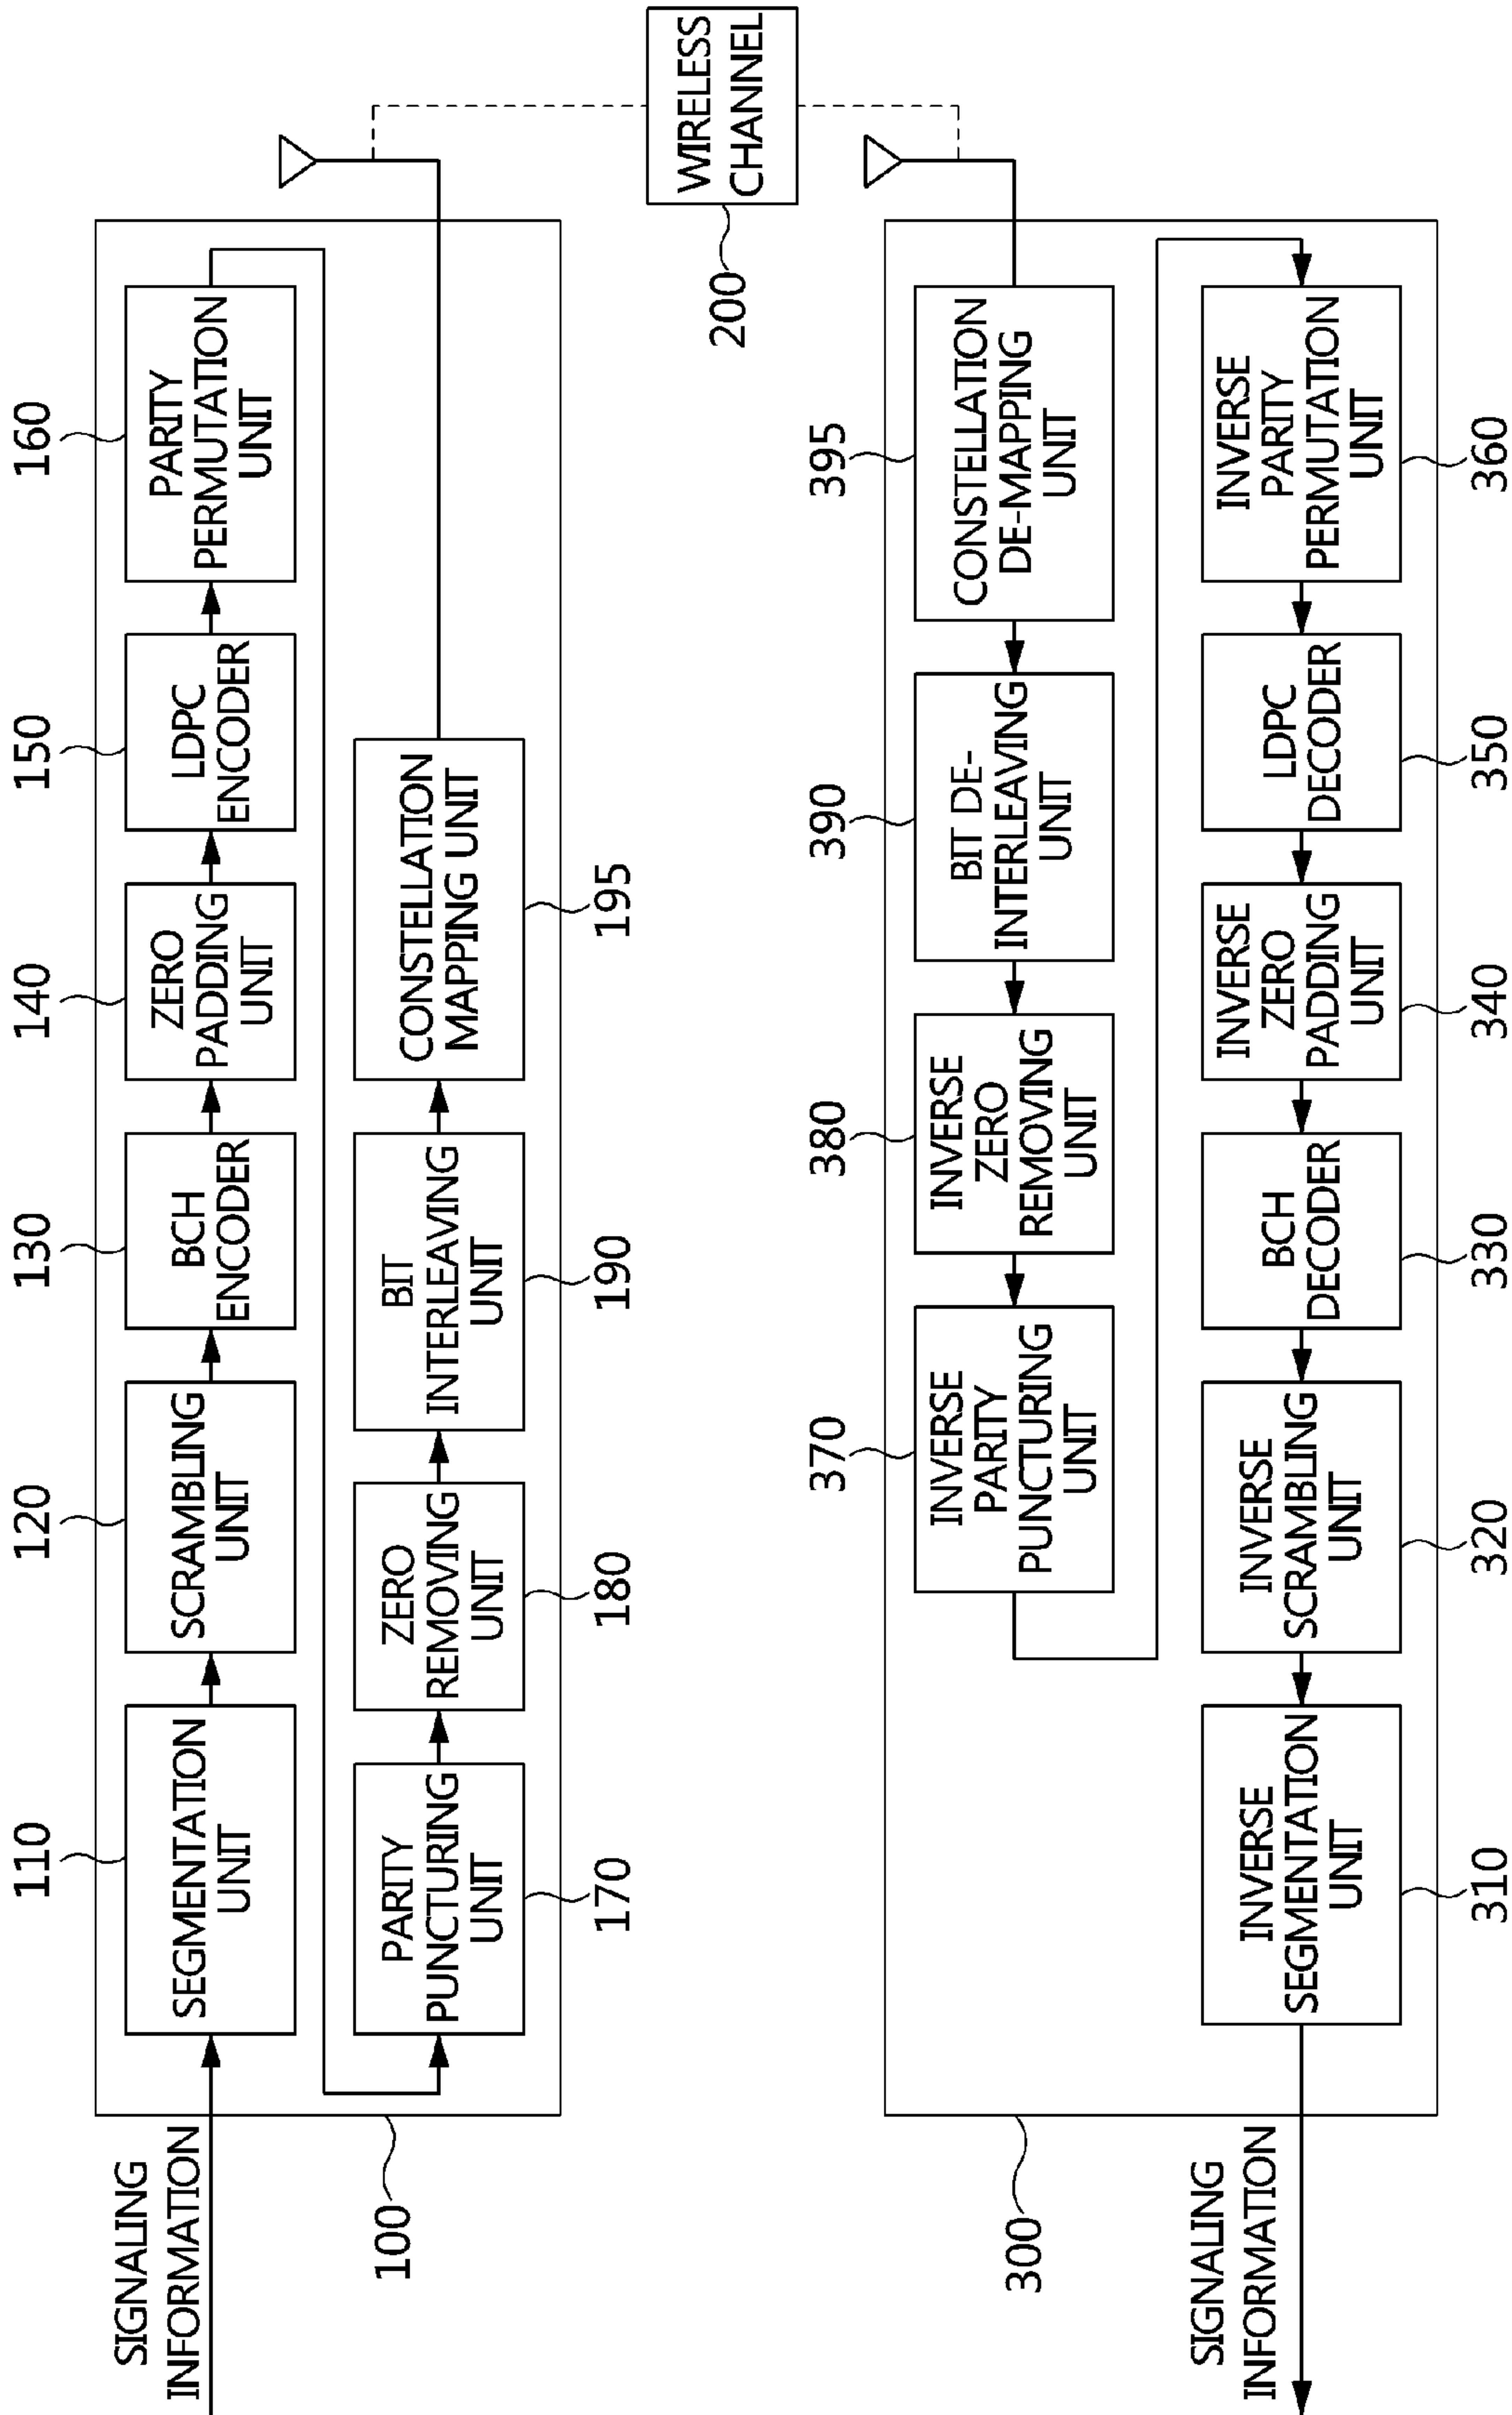 110
120
130
140
150
160
SIGNALING
INFORMATION
SEGMENTATION
UNIT
SCRAMBLING
UNIT
BCH
ENCODER
ZERO
PADDING
UNIT
LDPC
ENCODER
PARITY
PERMUTATION
UNIT
PARITY
PUNCTURING
UNIT
ZERO
REMOVING
UNIT
BIT
INTERLEAVING
UNIT
CONSTELLATION
MAPPING UNIT
100
170
180
190
195
WIRELESS
CHANNEL
200
370
380
390
395
INVERSE
PARITY
PUNCTURING
UNIT
INVERSE
ZERO
REMOVING
UNIT
BIT DE-
INTERLEAVING
UNIT
CONSTELLATION
DE-MAPPING
UNIT
300
SIGNALING
INFORMATION
INVERSE
SEGMENTATION
UNIT
INVERSE
SCRAMBLING
UNIT
BCH
DECODER
INVERSE
ZERO
PADDING
UNIT
LDPC
DECODER
INVERSE
PARITY
PERMUTATION
UNIT
310
320
330
340
350
360